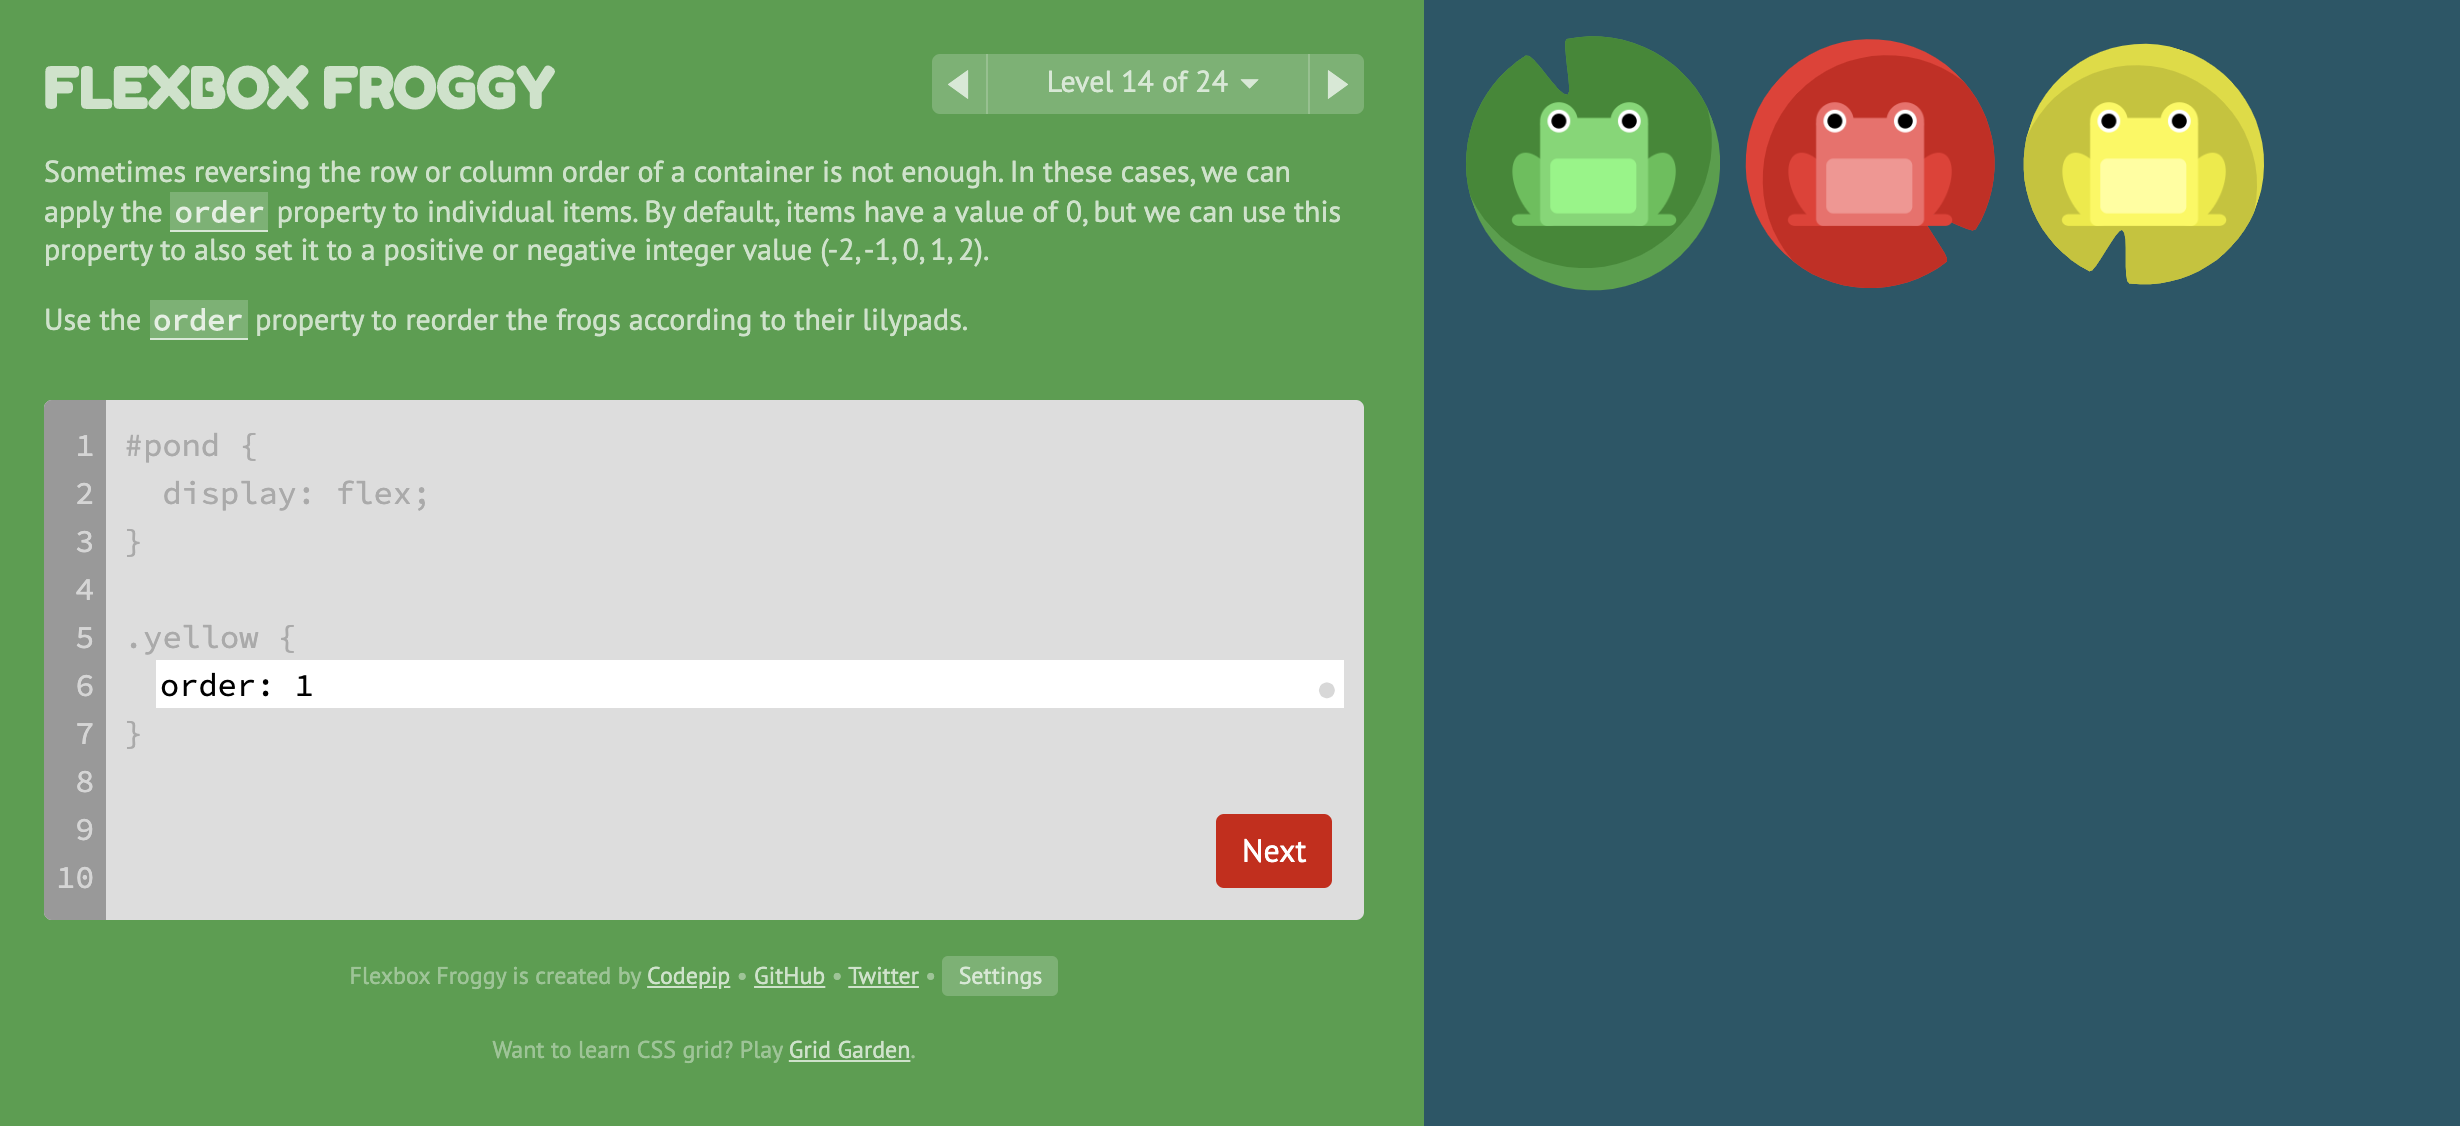 FLEXBOX FROGGY
Level 14 of 24
Sometimes reversing the row or column order of a container is not enough. In these cases, we can
apply the order property to individual items. By default, items have a value of 0, but we can use this
property to also set it to a positive or negative integer value (-2, -1, 0, 1, 2).
Use the order property to reorder the frogs according to their lilypads.
1 #pond {
2 display: flex;
3 }
4
5 .yellow {
6 order: 1
7 }
8
9
10
Next
Flexbox Froggy is created by Codepip • GitHub • Twitter • Settings
Want to learn CSS grid? Play Grid Garden.